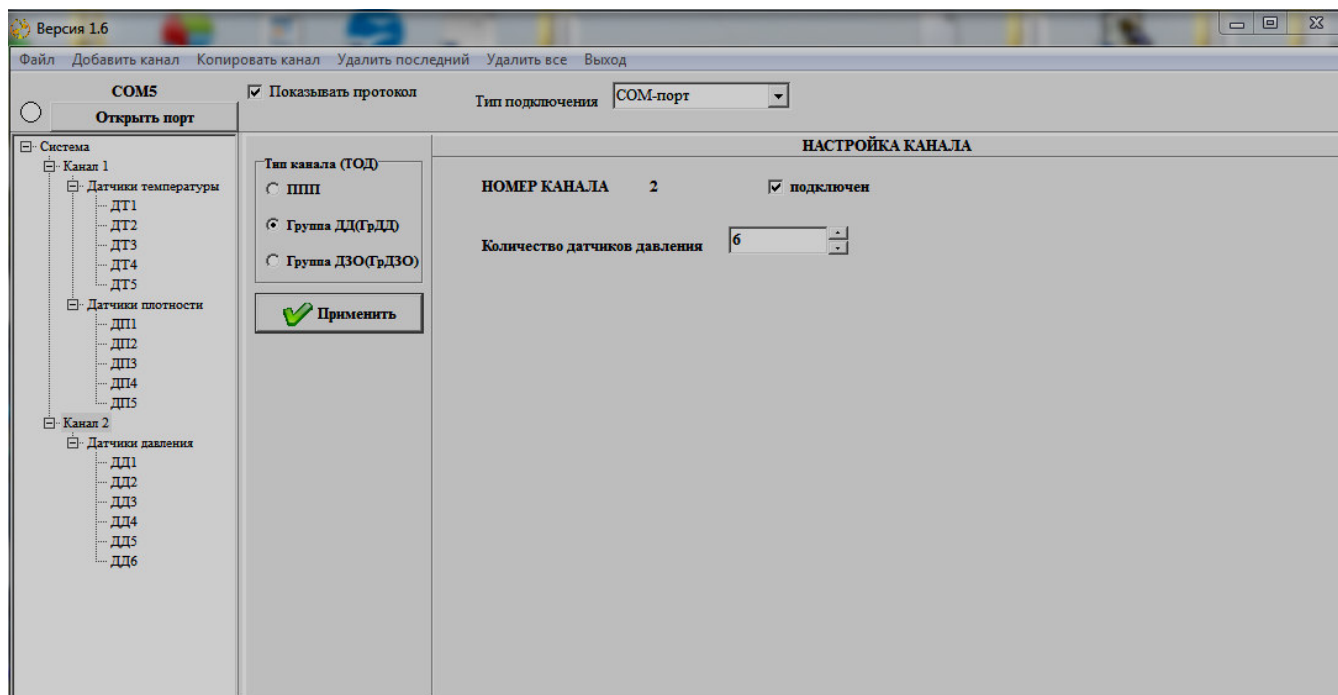 Версия 1.6
Файл Добавить канал Копировать канал Удалить последний Удалить все Выход
COM5
Открыть порт
Показывать протокол
Тип подключения
COM-порт
Система
Канал 1
Датчики температуры
ДТ1
ДТ2
ДТ3
ДТ4
ДТ5
Датчики плотности
ДП1
ДП2
ДП3
ДП4
ДП5
Канал 2
Датчики давления
ДД1
ДД2
ДД3
ДД4
ДД5
ДД6
Тип канала (ТОД)
ППП
Группа ДД(ГрДД)
Группа ДЗО(ГрДЗО)
Применить
НАСТРОЙКА КАНАЛА
НОМЕР КАНАЛА 2
подключен
Количество датчиков давления
6